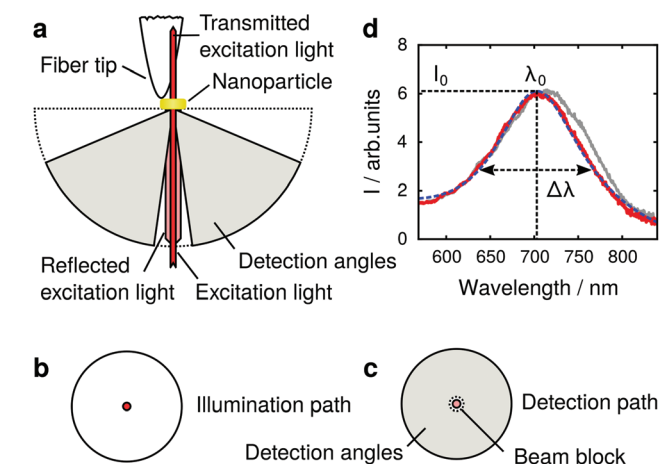 a
Transmitted
excitation light
Fiber tip
Nanoparticle
Reflected
excitation light
Excitation light
Detection angles
d
8
6
4
2
0
I / arb.units
I₀
λ₀
Δλ
600
650
700
750
800
Wavelength / nm
b
Illumination path
c
Detection path
Detection angles
Beam block